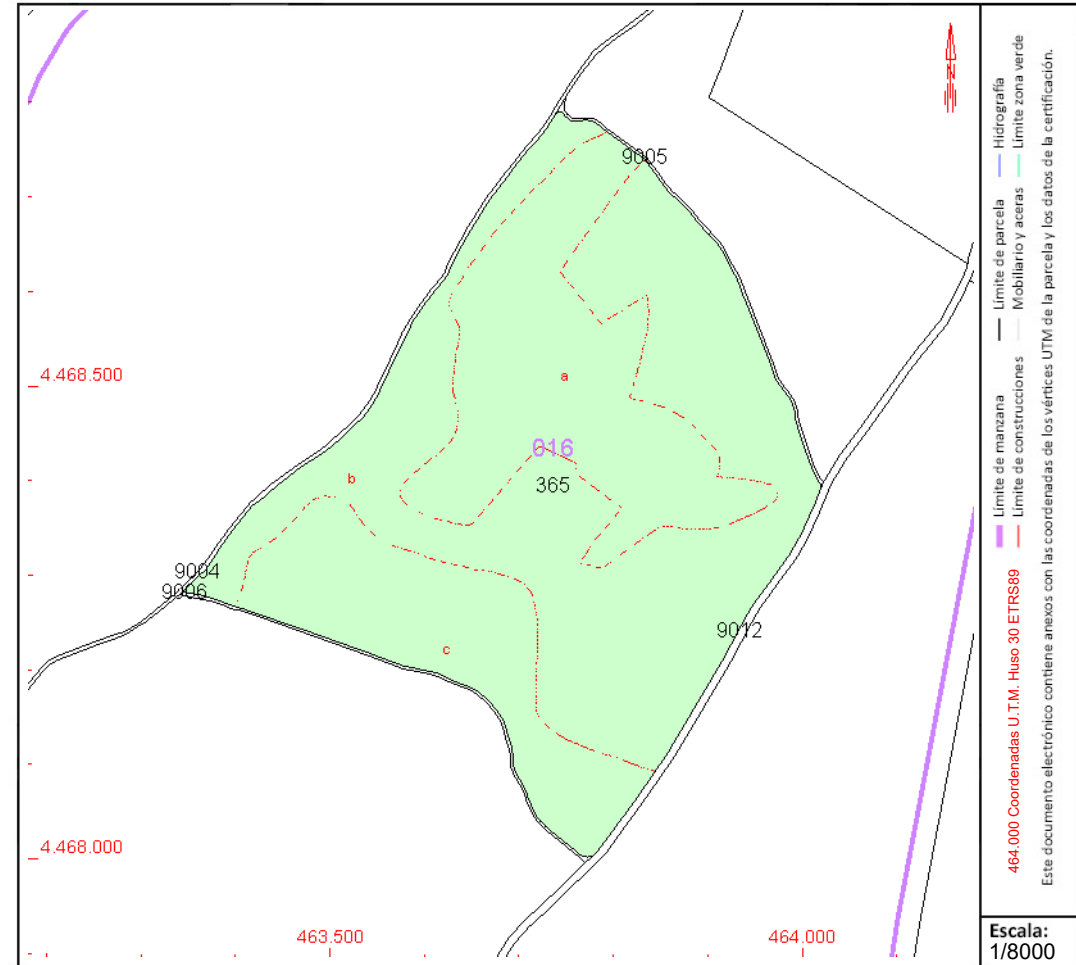 N
9005
4.468.500
a
016
365
b
9004
9006
9012
c
4.468.000
463.500
464.000
Límite de manzana
Límite de parcela
Hidrografía
464.000 Coordenadas U.T.M. Huso 30 ETRS89
Límite de construcciones
Mobiliario y aceras
Límite zona verde
Este documento electrónico contiene anexos con las coordenadas de los vértices UTM de la parcela y los datos de la certificación.
Escala:
1/8000